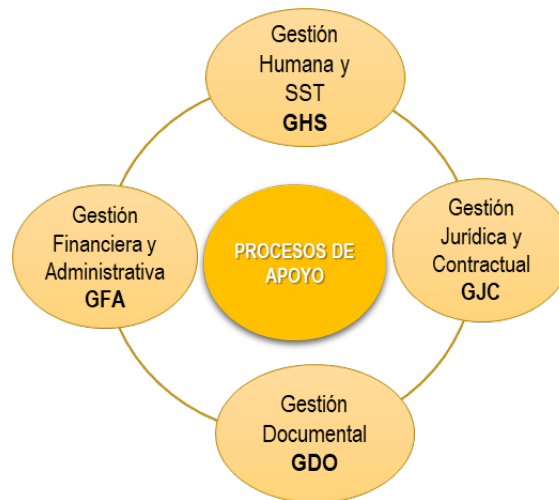 Gestión
Humana y
SST
GHS
Gestión
Financiera y
Administrativa
GFA
PROCESOS DE
APOYO
Gestión
Jurídica y
Contractual
GJC
Gestión
Documental
GDO